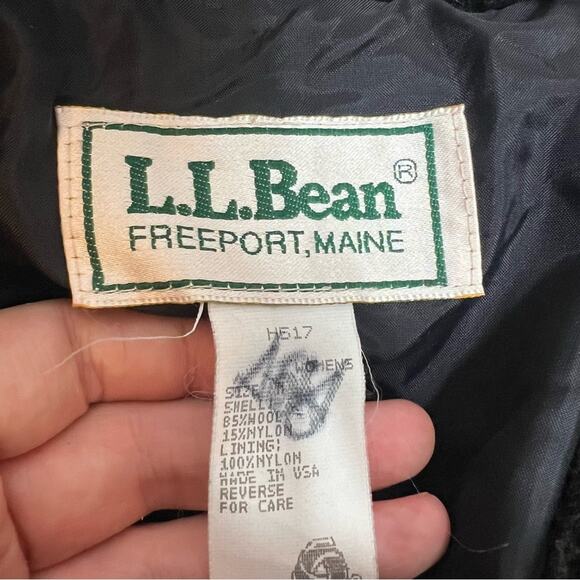 L.L.Bean®
FREEPORT, MAINE
H617
WOMENS
SIZE
SHELL:
85%WOOL
15%NYLON
LINING:
100%NYLON
MADE IN USA
REVERSE
FOR CARE